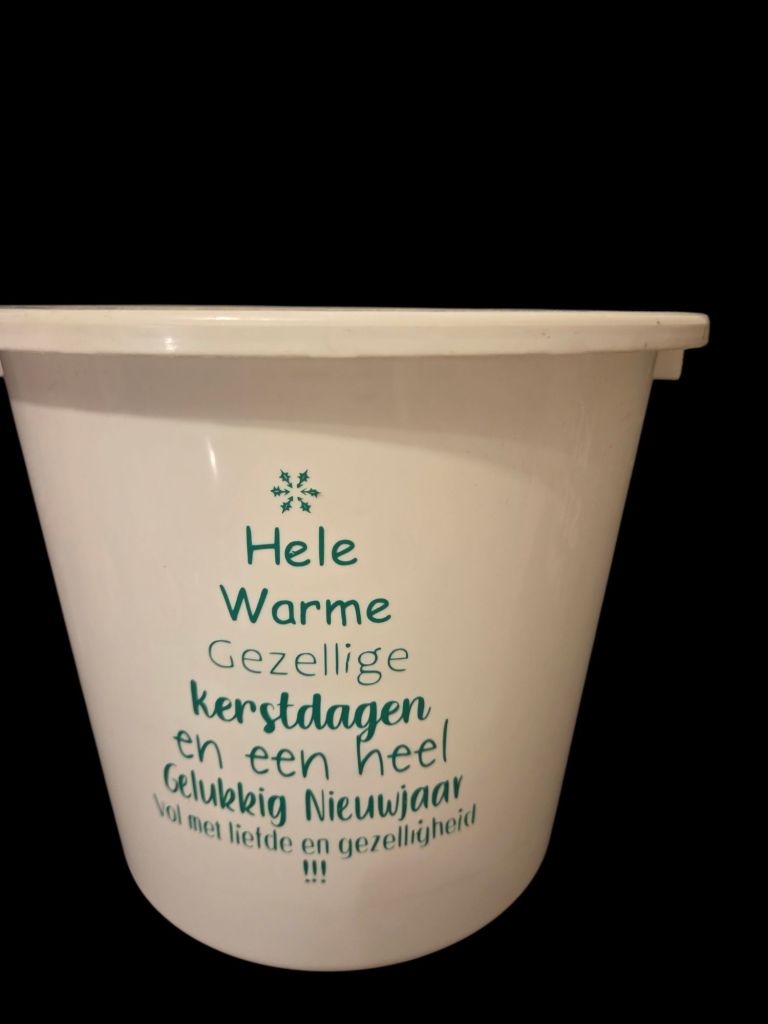 Hele
Warme
Gezellige
kerstdagen
en een heel
Gelukkig Nieuwjaar
Vol met liefde en gezelligheid
!!!